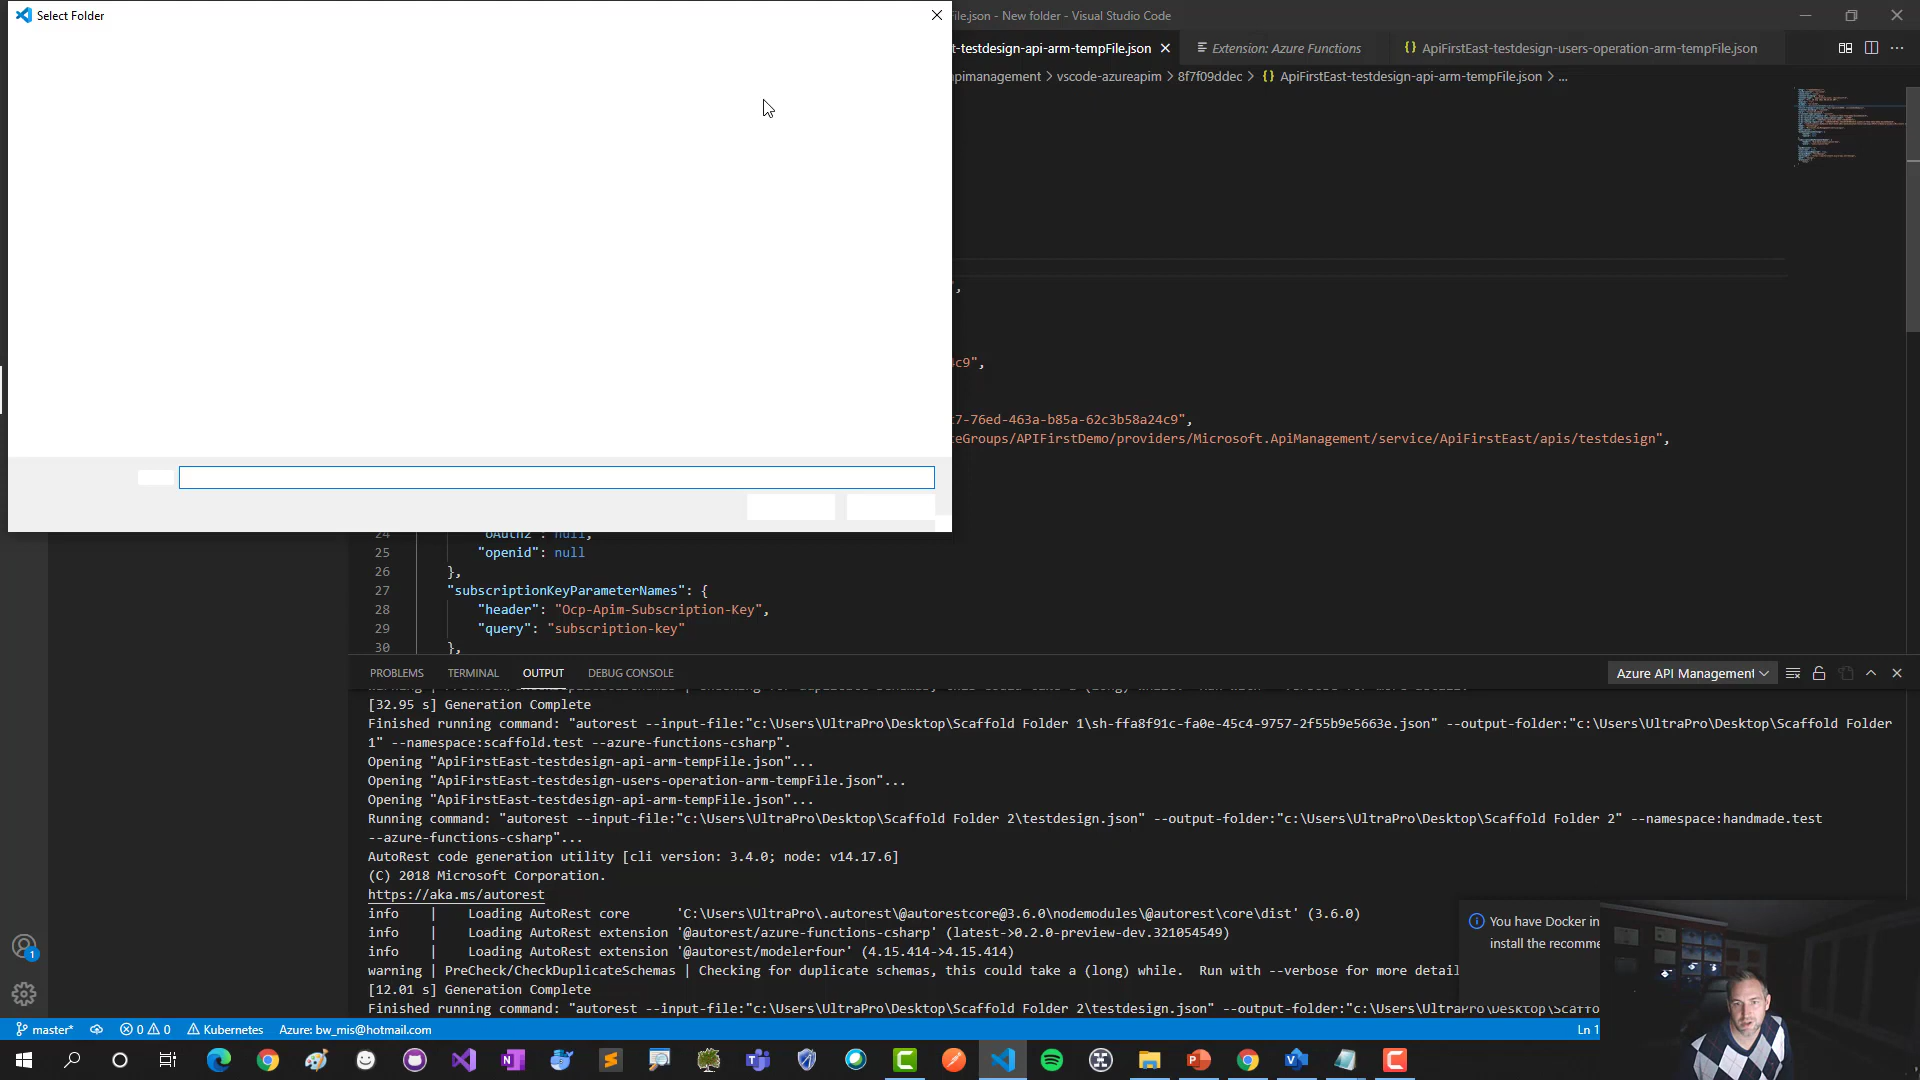 Select Folder
File.json - New folder - Visual Studio Code
t-testdesign-api-arm-tempFile.json
Extension: Azure Functions
{} ApiFirstEast-testdesign-users-operation-arm-tempFile.json
apimanagement > vscode-azureapim > 8f7f09ddec > {} ApiFirstEast-testdesign-api-arm-tempFile.json > ...
",
4c9",
c7-76ed-463a-b85a-62c3b58a24c9",
ceGroups/APIFirstDemo/providers/Microsoft.ApiManagement/service/ApiFirstEast/apis/testdesign",
24 "oAuth2": null,
25 "openid": null
26 },
27 "subscriptionKeyParameterNames": {
28 "header": "Ocp-Apim-Subscription-Key",
29 "query": "subscription-key"
30 },
PROBLEMS TERMINAL OUTPUT DEBUG CONSOLE
Azure API Management
[32.95 s] Generation Complete
Finished running command: "autorest --input-file:"c:\Users\UltraPro\Desktop\Scaffold Folder 1\sh-ffa8f91c-fa0e-45c4-9757-2f55b9e5663e.json" --output-folder:"c:\Users\UltraPro\Desktop\Scaffold Folder
1" --namespace:scaffold.test --azure-functions-csharp".
Opening "ApiFirstEast-testdesign-api-arm-tempFile.json"...
Opening "ApiFirstEast-testdesign-users-operation-arm-tempFile.json"...
Opening "ApiFirstEast-testdesign-api-arm-tempFile.json"...
Running command: "autorest --input-file:"c:\Users\UltraPro\Desktop\Scaffold Folder 2\testdesign.json" --output-folder:"c:\Users\UltraPro\Desktop\Scaffold Folder 2" --namespace:handmade.test
--azure-functions-csharp"...
AutoRest code generation utility [cli version: 3.4.0; node: v14.17.6]
(C) 2018 Microsoft Corporation.
https://aka.ms/autorest
info | Loading AutoRest core 'C:\Users\UltraPro\.autorest\@autorestcore@3.6.0\nodemodules\@autorest\core\dist' (3.6.0)
info | Loading AutoRest extension '@autorest/azure-functions-csharp' (latest->0.2.0-preview-dev.321054549)
info | Loading AutoRest extension '@autorest/modelerfour' (4.15.414->4.15.414)
warning | PreCheck/CheckDuplicateSchemas | Checking for duplicate schemas, this could take a (long) while. Run with --verbose for more detail
[12.01 s] Generation Complete
Finished running command: "autorest --input-file:"c:\Users\UltraPro\Desktop\Scaffold Folder 2\testdesign.json" --output-folder:"c:\Users\UltraPro\Desktop\Scaffo
You have Docker in
install the recomme
1
master* 0 0 Kubernetes Azure: bw_mis@hotmail.com
Ln 1